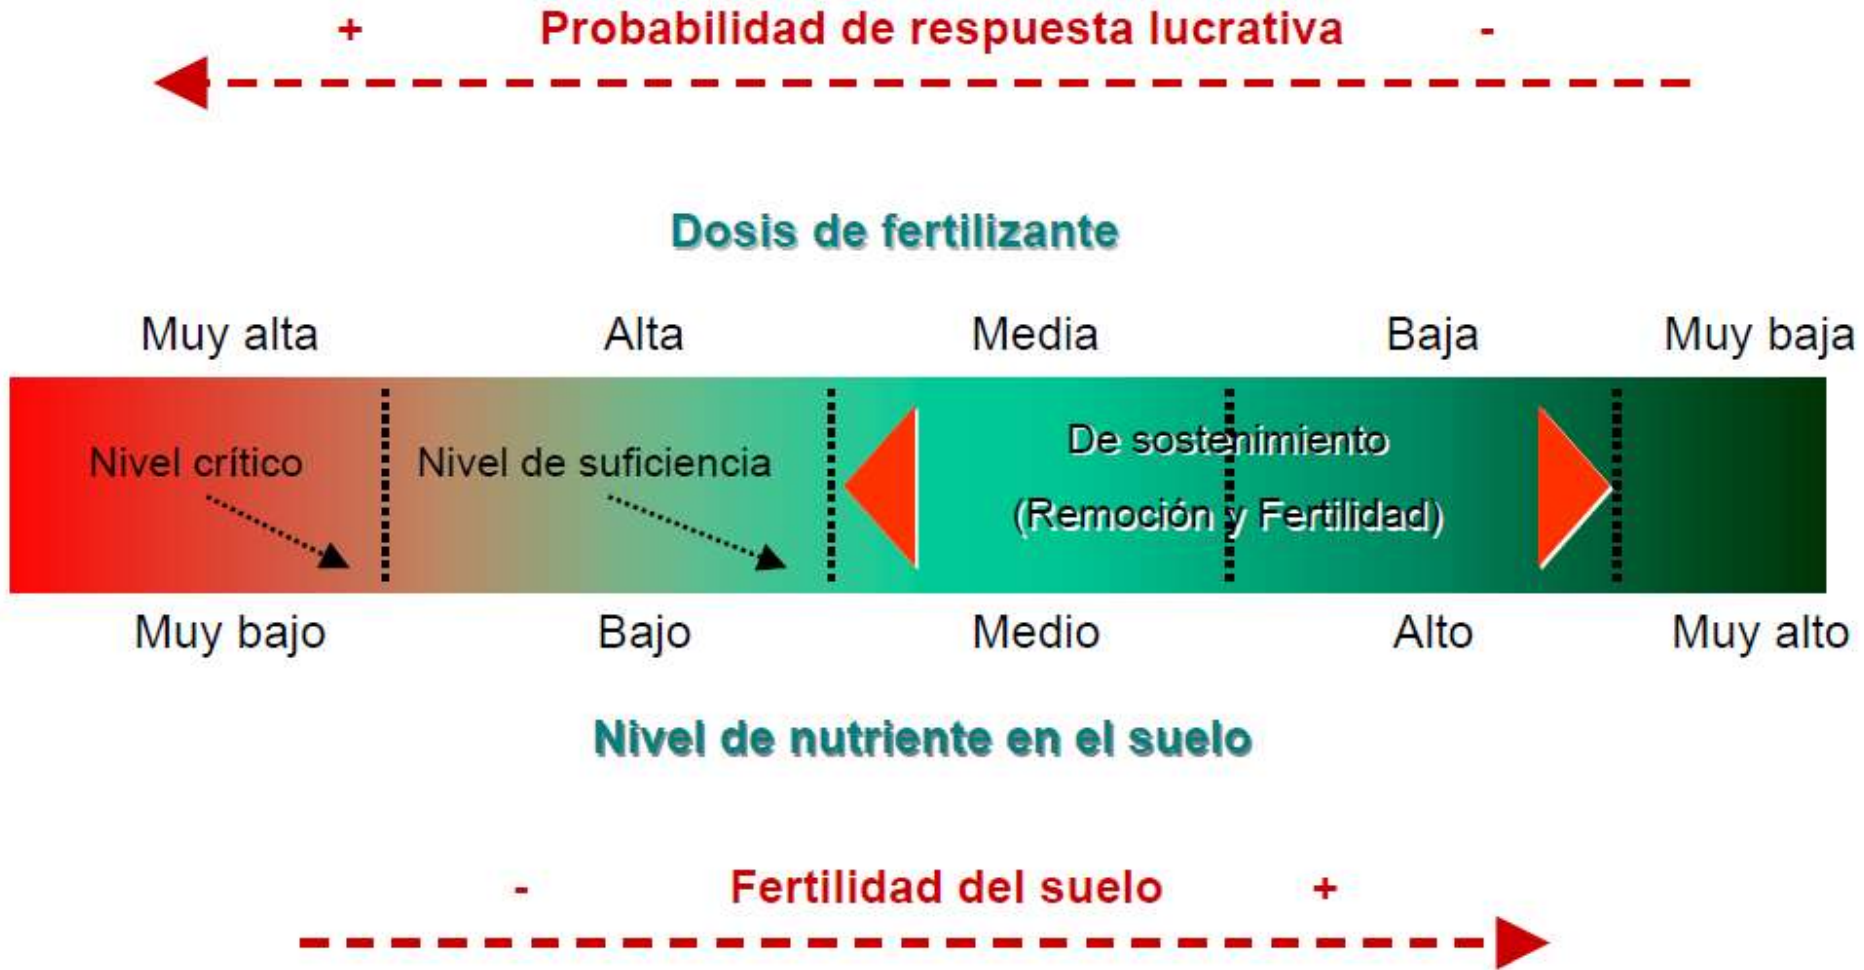 + Probabilidad de respuesta lucrativa -
Dosis de fertilizante
Muy alta Alta Media Baja Muy baja
Nivel crítico Nivel de suficiencia De sostenimiento
(Remoción y Fertilidad)
Muy bajo Bajo Medio Alto Muy alto
Nivel de nutriente en el suelo
- Fertilidad del suelo +